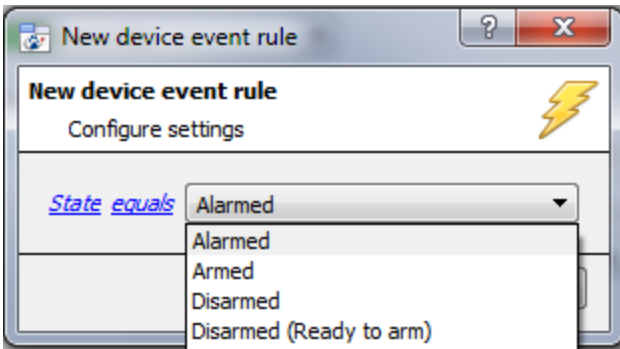 New device event rule
?
X
New device event rule
Configure settings
State equals Alarmed
Alarmed
Armed
Disarmed
Disarmed (Ready to arm)